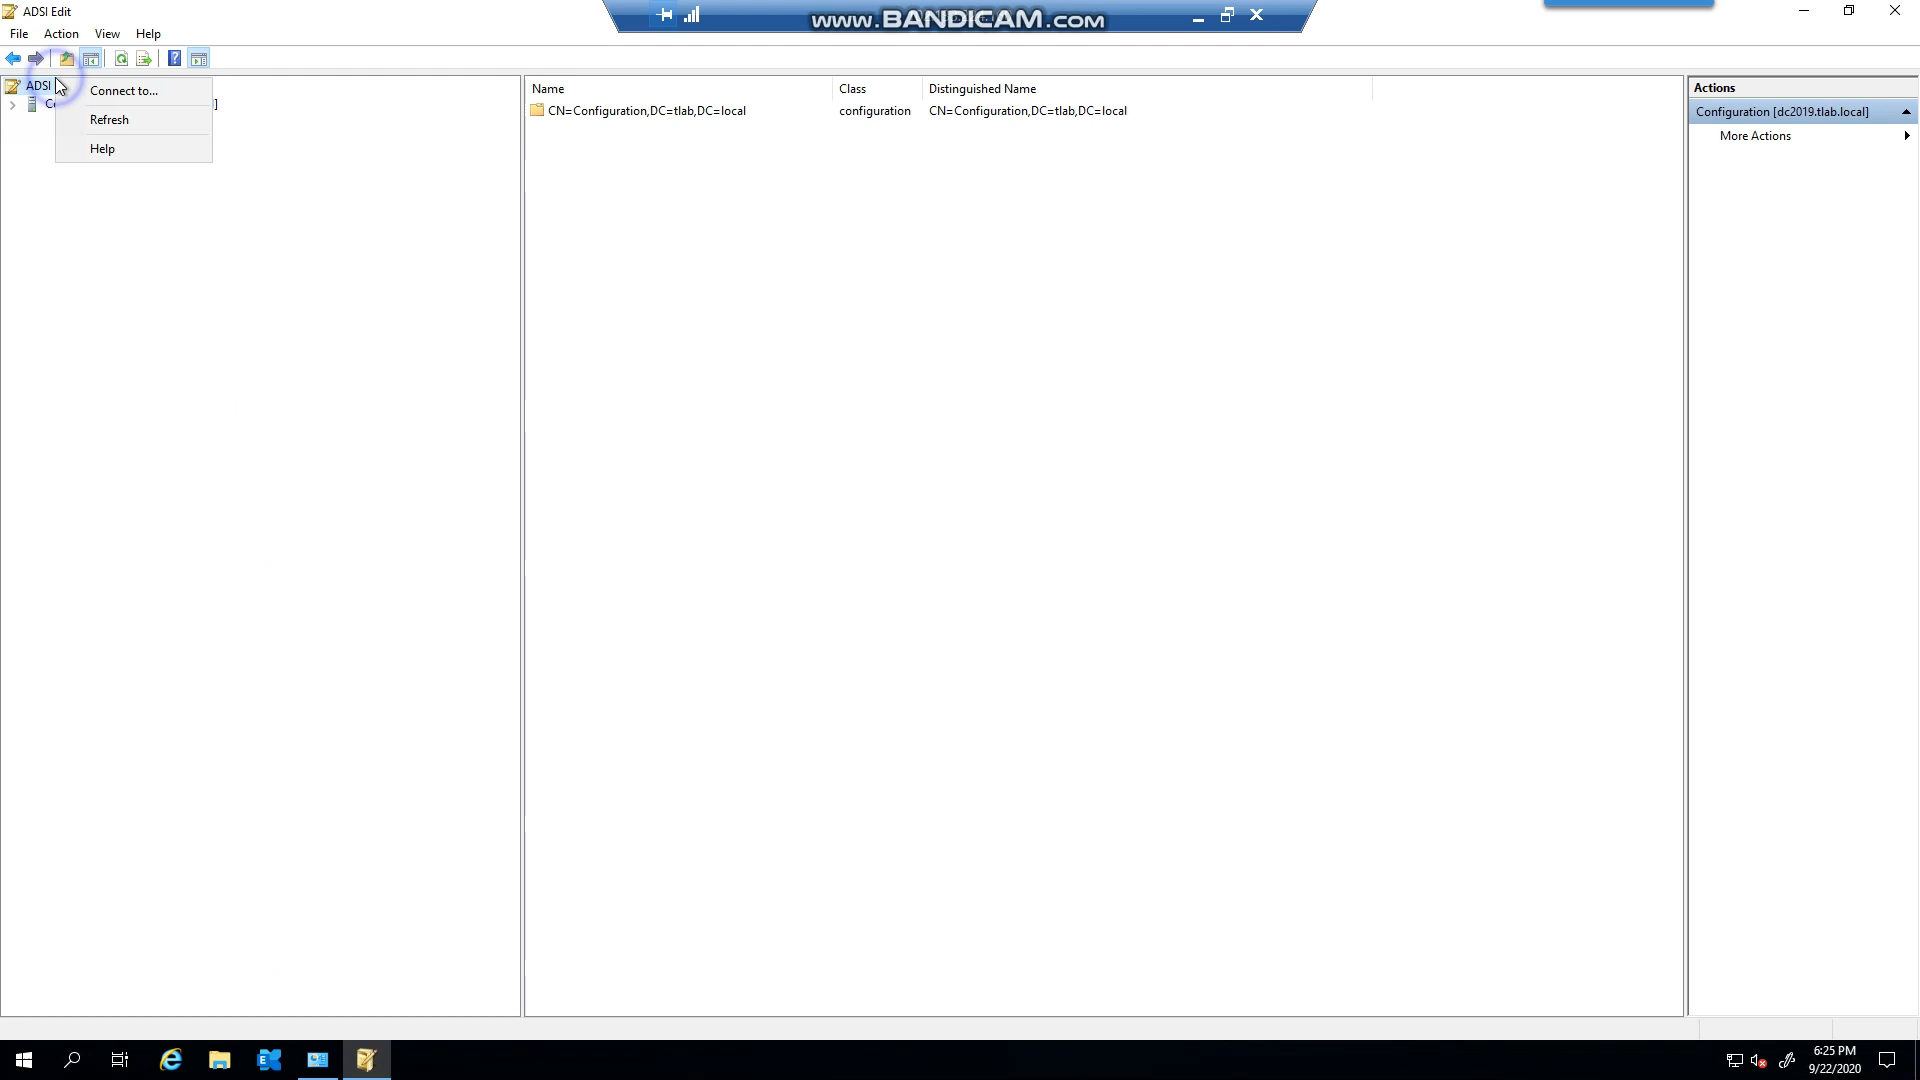 ADSI Edit
www.BANDICAM.com
File Action View Help
ADSI
Connect to...
Refresh
Help
]
Name Class Distinguished Name
CN=Configuration,DC=tlab,DC=local configuration CN=Configuration,DC=tlab,DC=local
Actions
Configuration [dc2019.tlab.local]
More Actions
6:25 PM
9/22/2020